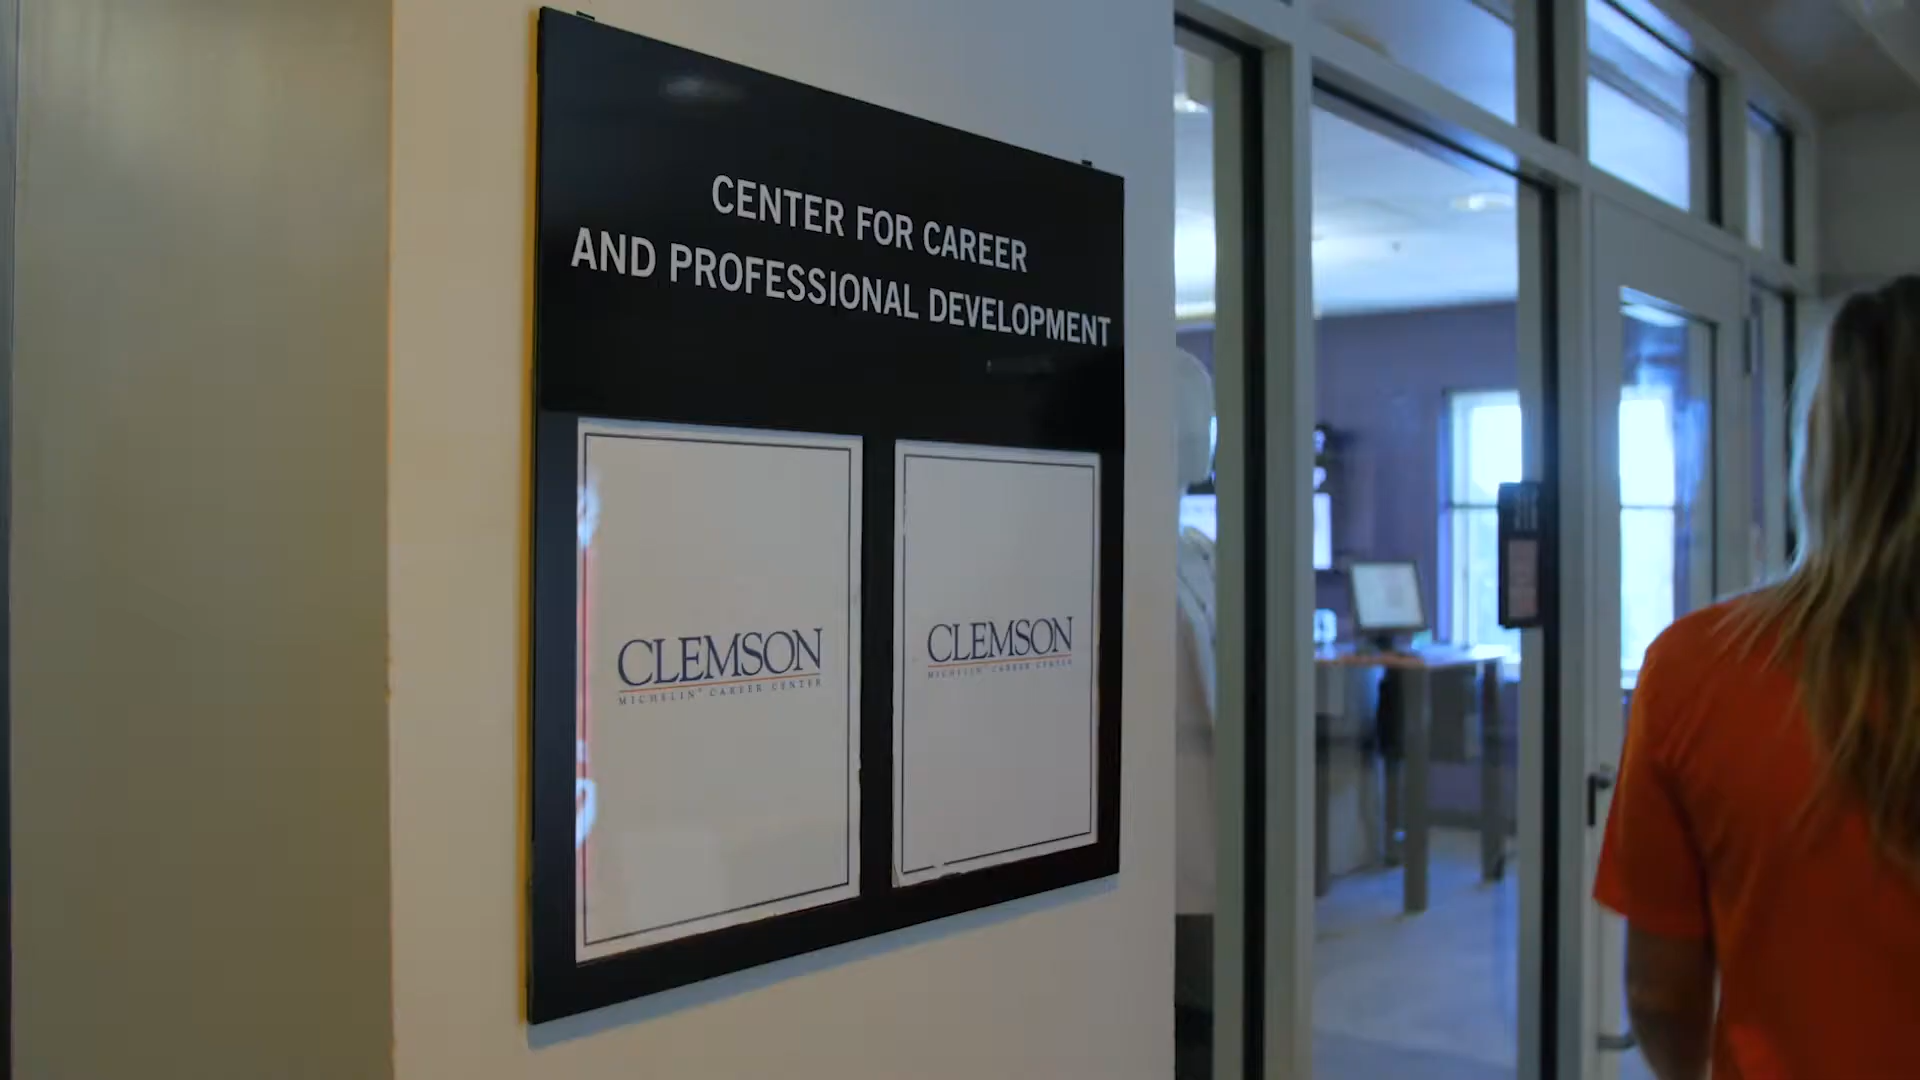 CENTER FOR CAREER
AND PROFESSIONAL DEVELOPMENT
CLEMSON
MICHELIN® CAREER CENTER
CLEMSON
MICHELIN® CAREER CENTER